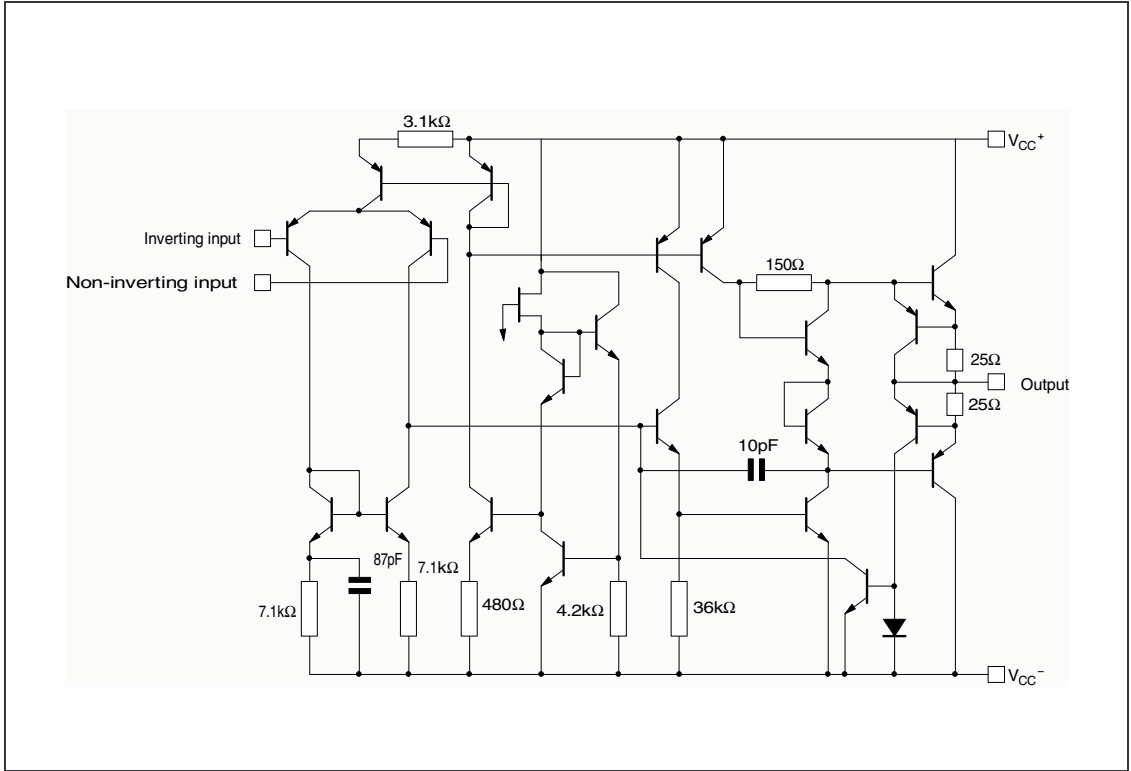 3.1kΩ
VCC+
Inverting input
Non-inverting input
150Ω
25Ω
Output
25Ω
10pF
87pF
7.1kΩ
7.1kΩ
480Ω
4.2kΩ
36kΩ
VCC−